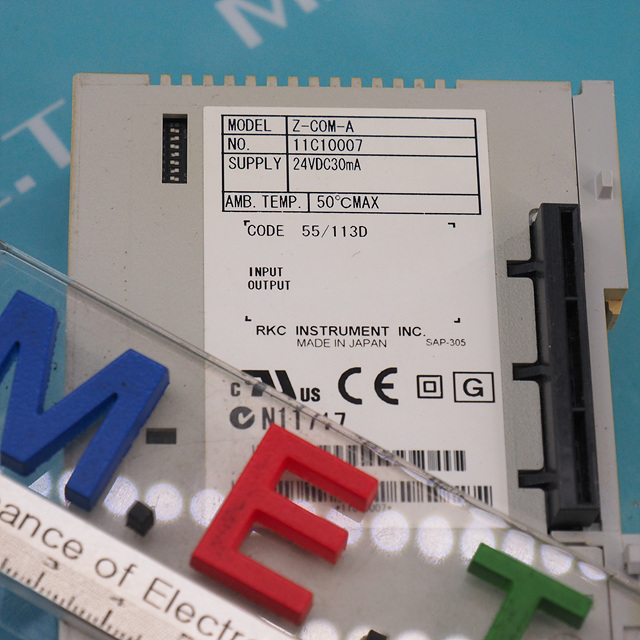 MODEL Z-COM-A
NO. 11C10007
SUPPLY 24VDC30mA
AMB. TEMP. 50°CMAX
CODE 55/113D
INPUT
OUTPUT
RKC INSTRUMENT INC.
MADE IN JAPAN SAP-305
c US CE G
N11717
M.E.T
ance of Electr